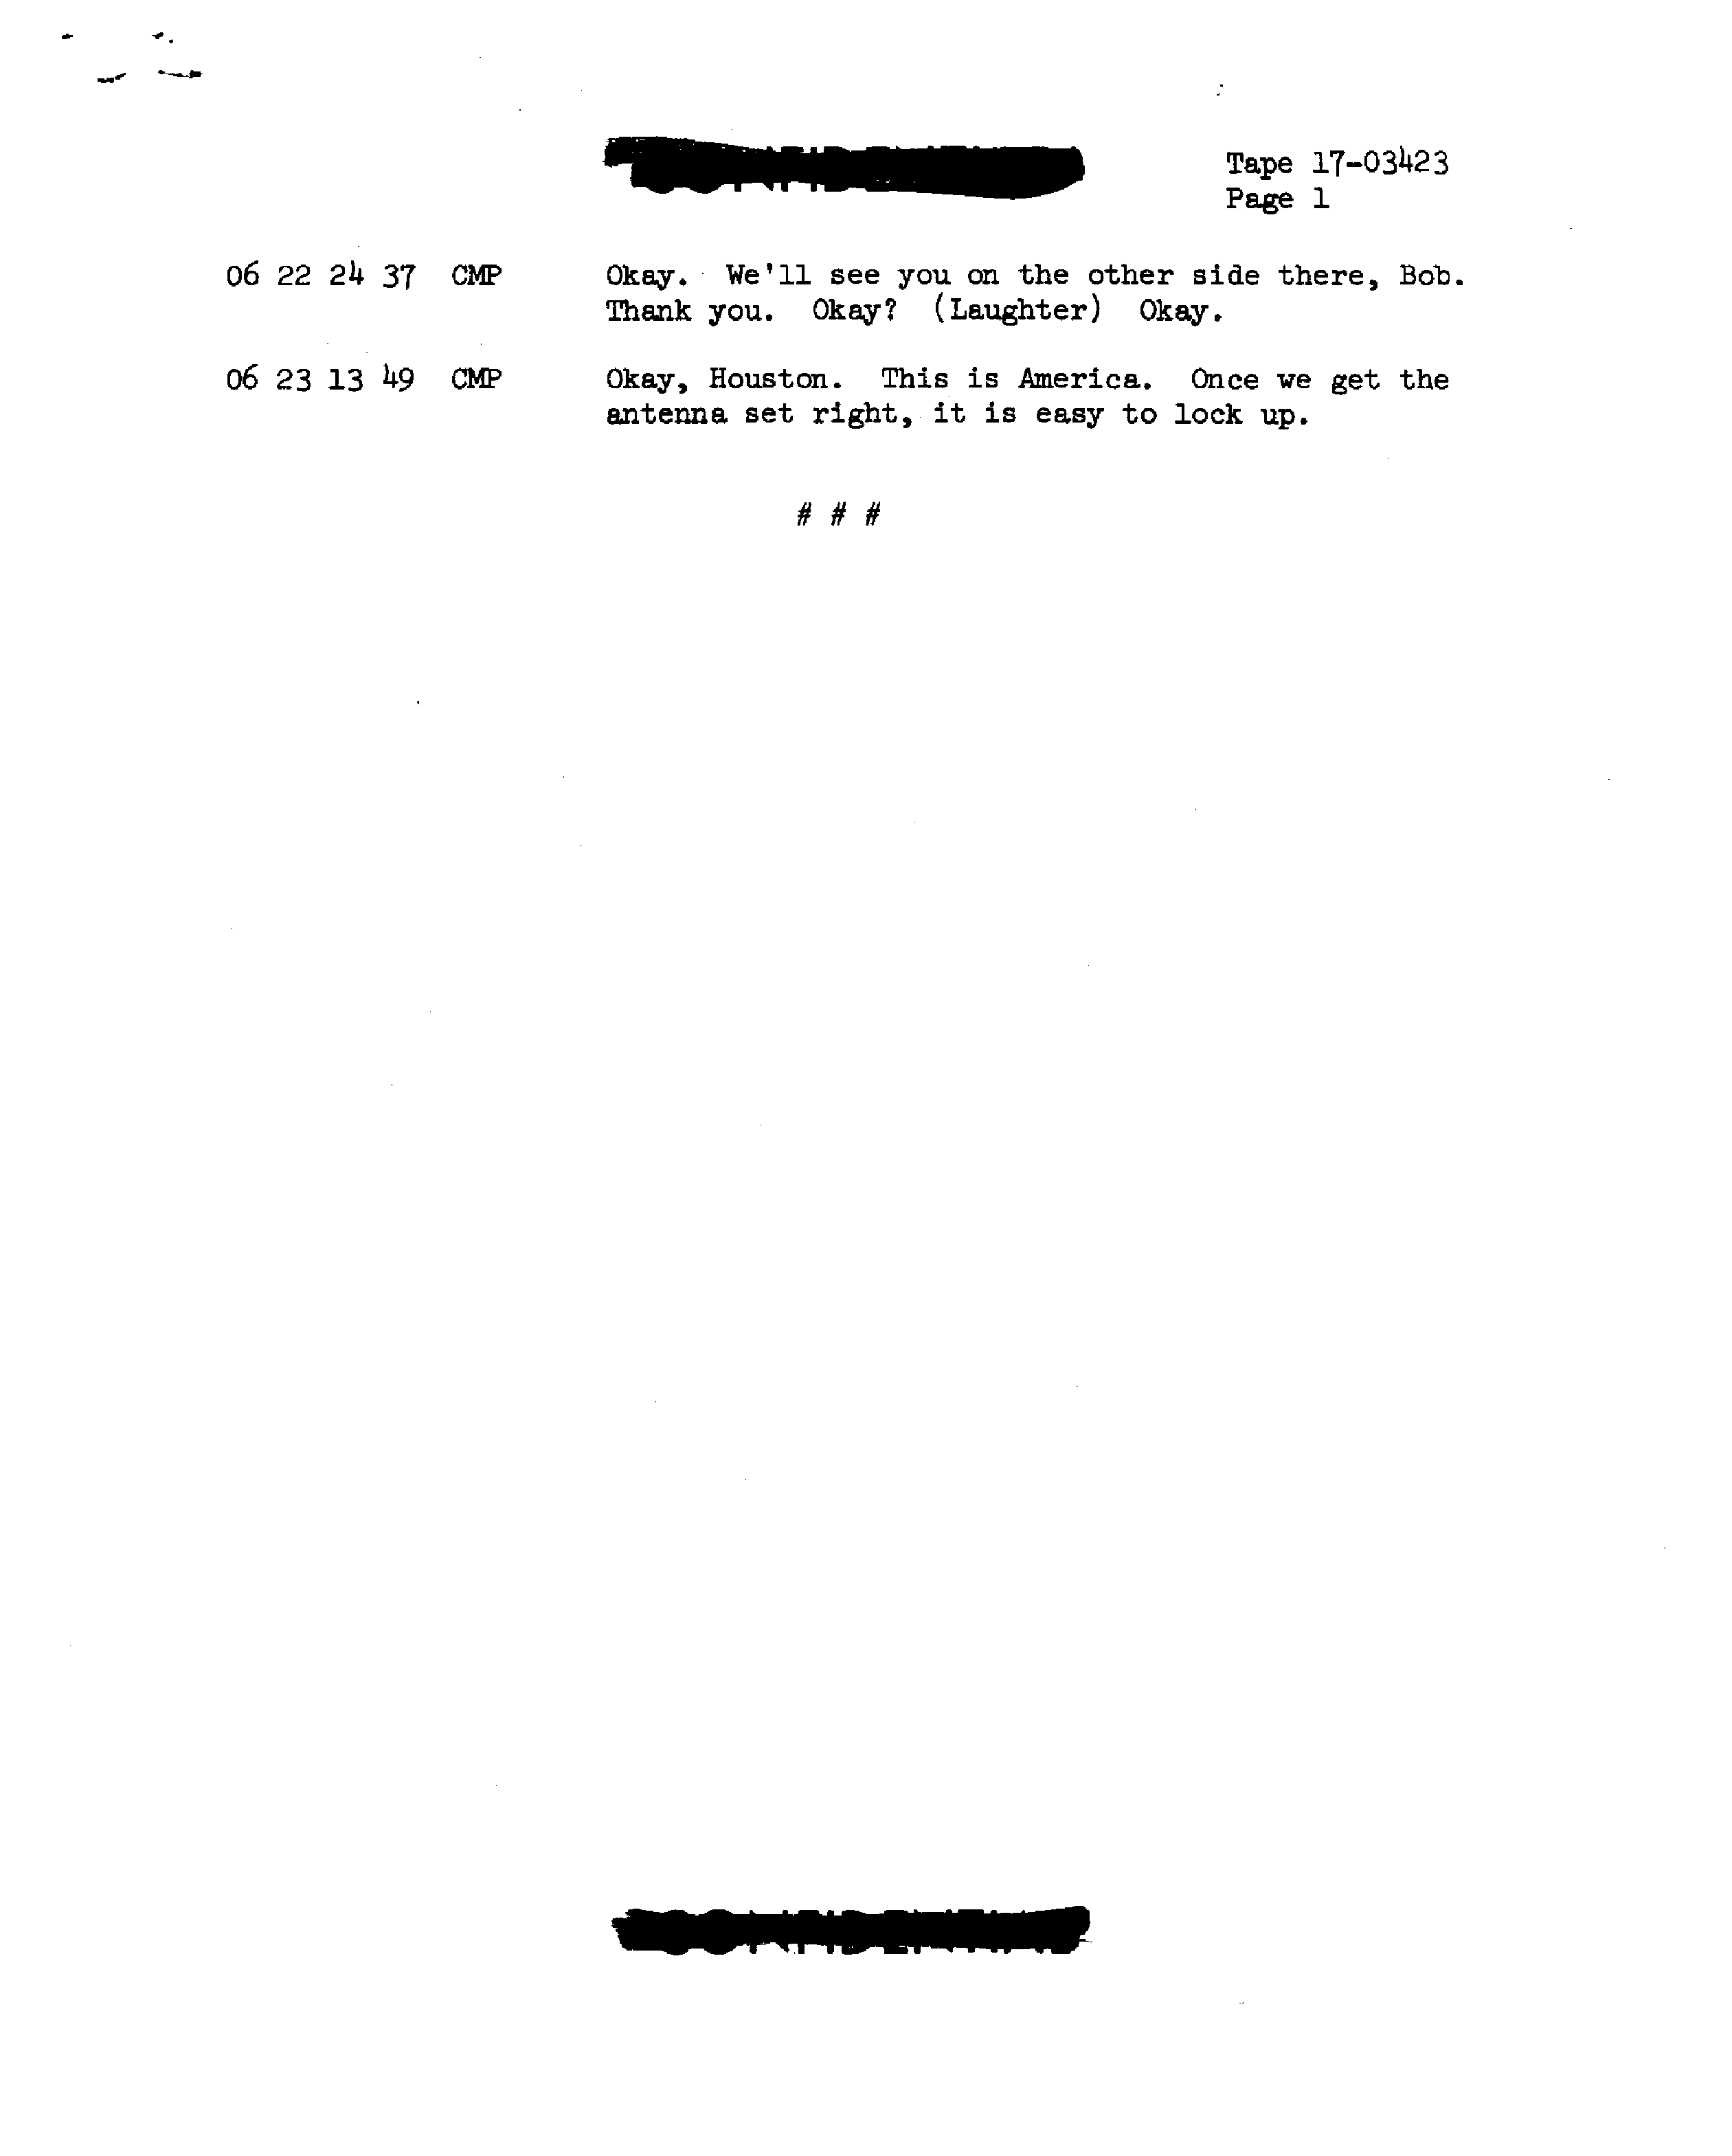 Tape 17-03423
Page 1
06 22 24 37 CMP Okay. We'll see you on the other side there, Bob.
Thank you. Okay? (Laughter) Okay.
06 23 13 49 CMP Okay, Houston. This is America. Once we get the
antenna set right, it is easy to lock up.
# # #